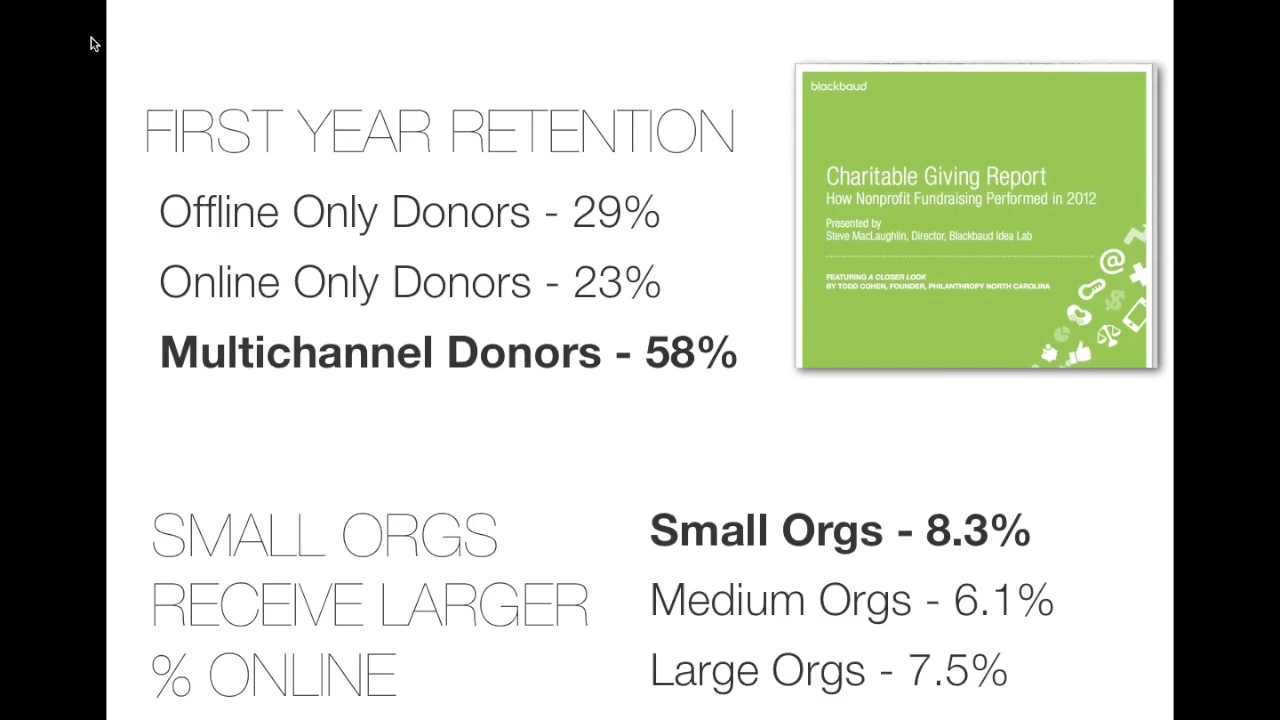 FIRST YEAR RETENTION
Offline Only Donors - 29%
Online Only Donors - 23%
Multichannel Donors - 58%
blackbaud
Charitable Giving Report
How Nonprofit Fundraising Performed in 2012
Presented by
Steve MacLaughlin, Director, Blackbaud Idea Lab
FEATURING A CLOSER LOOK
BY TODD COHEN, FOUNDER, PHILANTHROPY NORTH CAROLINA
SMALL ORGS
RECEIVE LARGER
% ONLINE
Small Orgs - 8.3%
Medium Orgs - 6.1%
Large Orgs - 7.5%